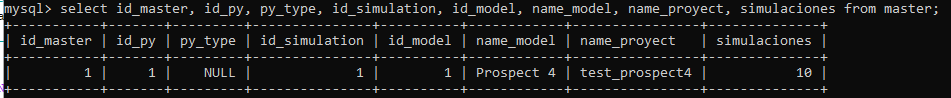 mysql> select id_master, id_py, py_type, id_simulation, id_model, name_model, name_proyect, simulaciones from master;
+-----------+-------+---------+---------------+----------+------------+----------------+--------------+
| id_master | id_py | py_type | id_simulation | id_model | name_model | name_proyect | simulaciones |
+-----------+-------+---------+---------------+----------+------------+----------------+--------------+
| 1 | 1 | NULL | 1 | 1 | Prospect 4 | test_prospect4 | 10 |
+-----------+-------+---------+---------------+----------+------------+----------------+--------------+